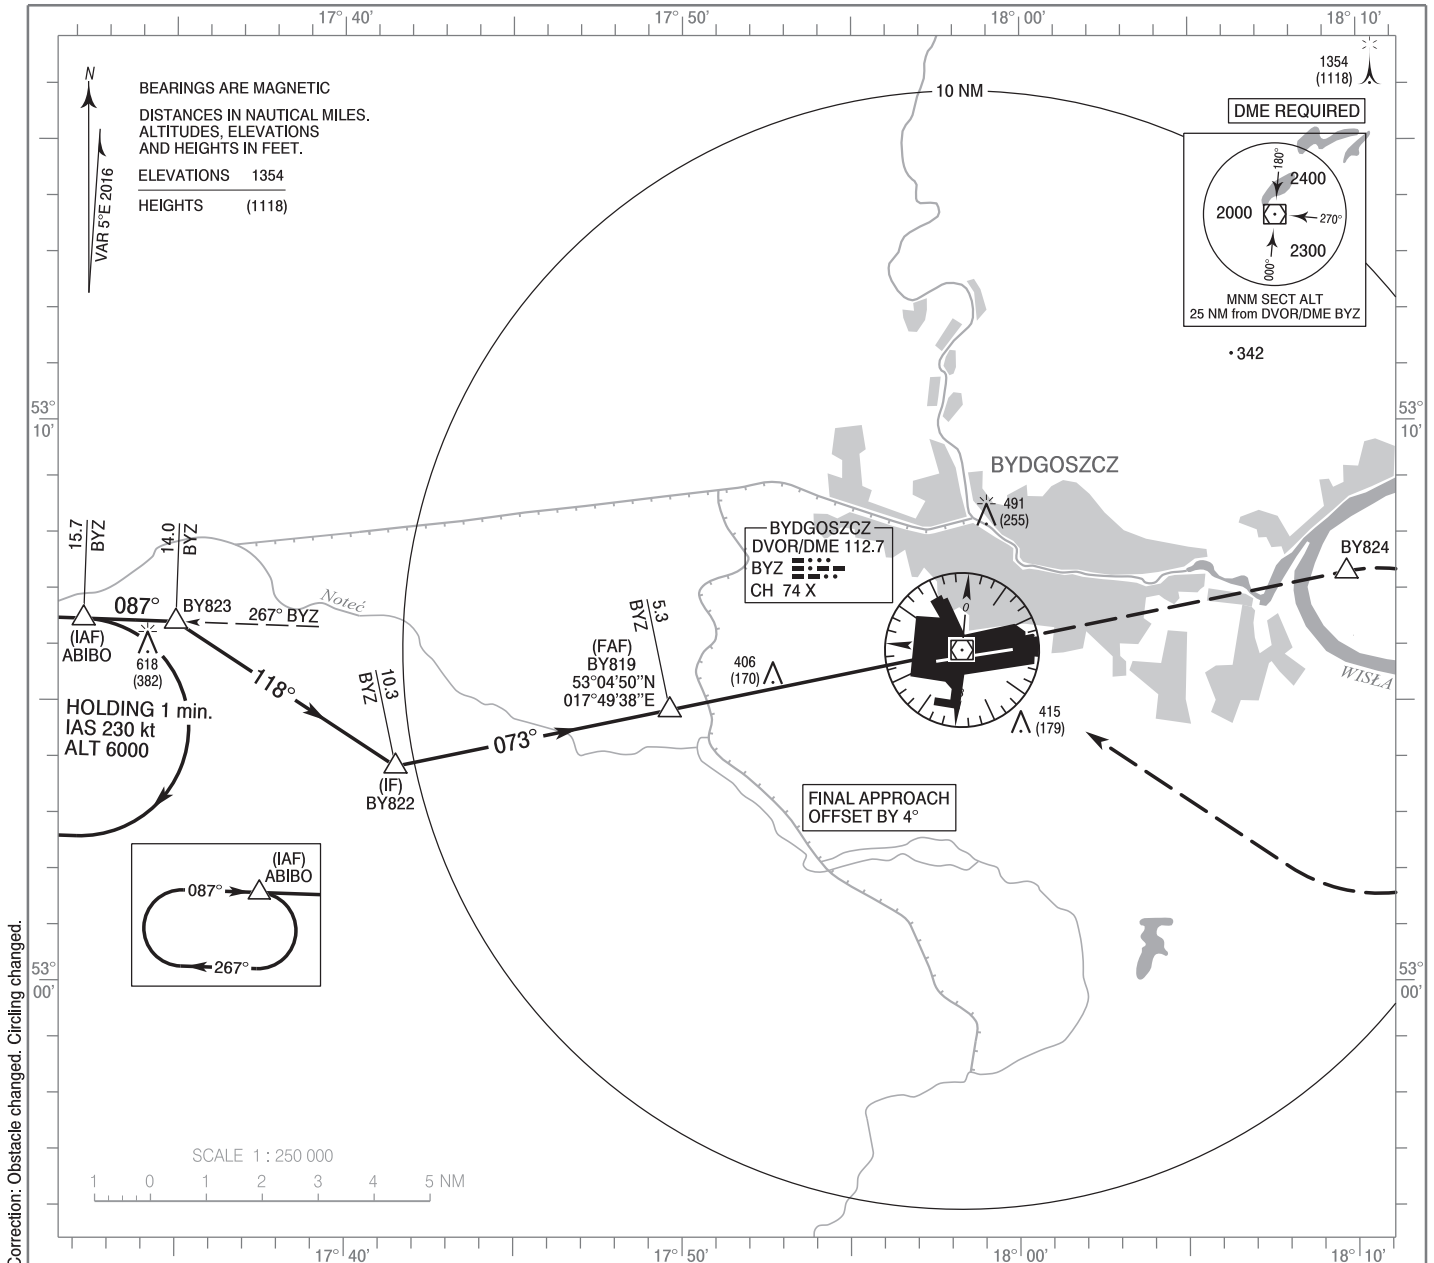 17° 40'
17° 50'
18° 00'
18° 10'
N
VAR 5°E 2016
BEARINGS ARE MAGNETIC
DISTANCES IN NAUTICAL MILES.
ALTITUDES, ELEVATIONS
AND HEIGHTS IN FEET.
ELEVATIONS 1354
HEIGHTS (1118)
10 NM
1354
(1118)
DME REQUIRED
180°
2400
2000
270°
2300
000°
MNM SECT ALT
25 NM from DVOR/DME BYZ
342
53°
10'
53°
10'
BYDGOSZCZ
491
(255)
BYDGOSZCZ
DVOR/DME 112.7
BYZ
CH 74 X
BY824
15.7
BYZ
14.0
BYZ
087°
BY823
267° BYZ
Noteć
(IAF)
ABIBO
618
(382)
118°
HOLDING 1 min.
IAS 230 kt
ALT 6000
10.3
BYZ
5.3
BYZ
(FAF)
BY819
53°04'50"N
017°49'38"E
406
(170)
0
WISŁA
415
(179)
073°
(IF)
BY822
FINAL APPROACH
OFFSET BY 4°
(IAF)
ABIBO
087°
267°
53°
00'
53°
00'
SCALE 1 : 250 000
1 0 1 2 3 4 5 NM
17° 40'
17° 50'
18° 00'
18° 10'
Correction: Obstacle changed. Circling changed.